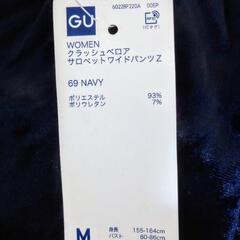 GU
WOMEN
クラッシュベロア
サロペットワイドパンツZ
69 NAVY
ポリエステル 93%
ポリウレタン 7%
M
身長 155-164cm
バスト 80-86cm